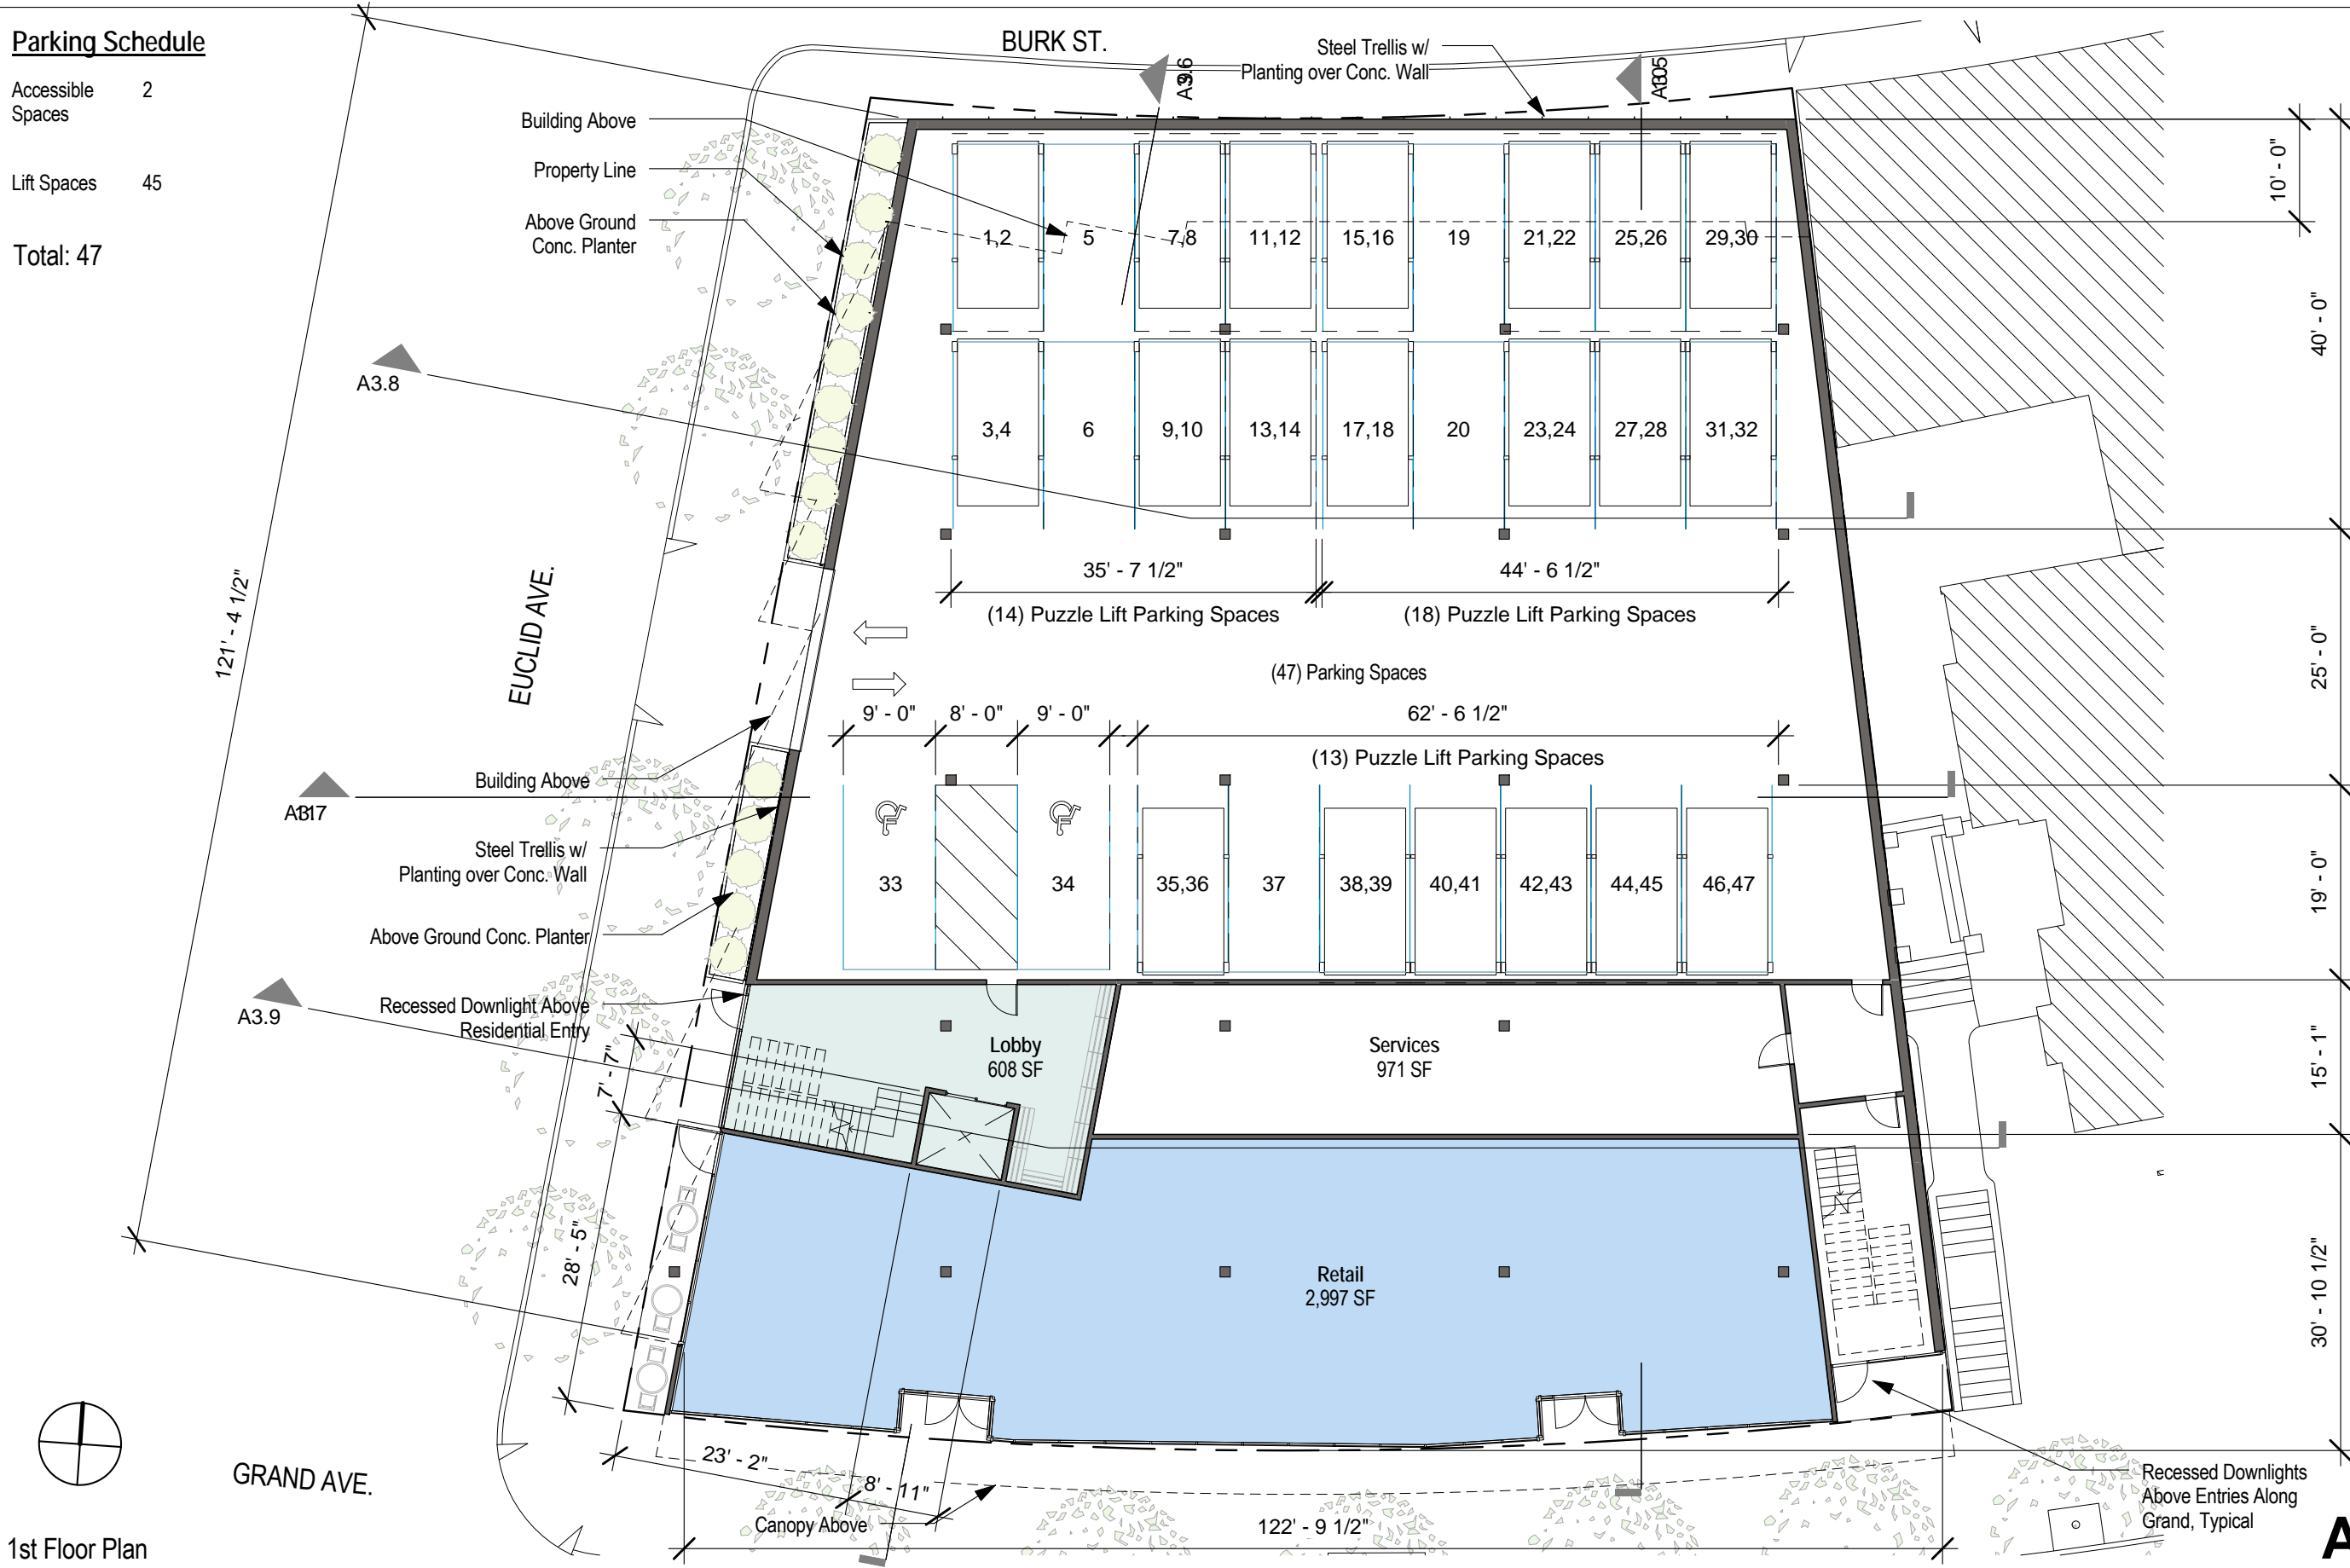 Parking Schedule
Accessible
Spaces
2
Lift Spaces
45
Total: 47
BURK ST.
Steel Trellis w/
Planting over Conc. Wall
Building Above
Property Line
Above Ground
Conc. Planter
10' - 0"
1,2
5
7,8
11,12
15,16
19
21,22
25,26
29,30
40' - 0"
A3.8
3,4
6
9,10
13,14
17,18
20
23,24
27,28
31,32
35' - 7 1/2"
44' - 6 1/2"
(14) Puzzle Lift Parking Spaces
(18) Puzzle Lift Parking Spaces
121' - 4 1/2"
EUCLID AVE.
25' - 0"
(47) Parking Spaces
9' - 0"
8' - 0"
9' - 0"
62' - 6 1/2"
(13) Puzzle Lift Parking Spaces
Building Above
Steel Trellis w/
Planting over Conc. Wall
33
34
35,36
37
38,39
40,41
42,43
44,45
46,47
19' - 0"
Above Ground Conc. Planter
A3.9
Recessed Downlight Above
Residential Entry
Lobby
608 SF
Services
971 SF
15' - 1"
7' - 7"
28' - 5"
Retail
2,997 SF
30' - 10 1/2"
23' - 2"
8' - 11"
GRAND AVE.
Canopy Above
122' - 9 1/2"
Recessed Downlights
Above Entries Along
Grand, Typical
1st Floor Plan
A